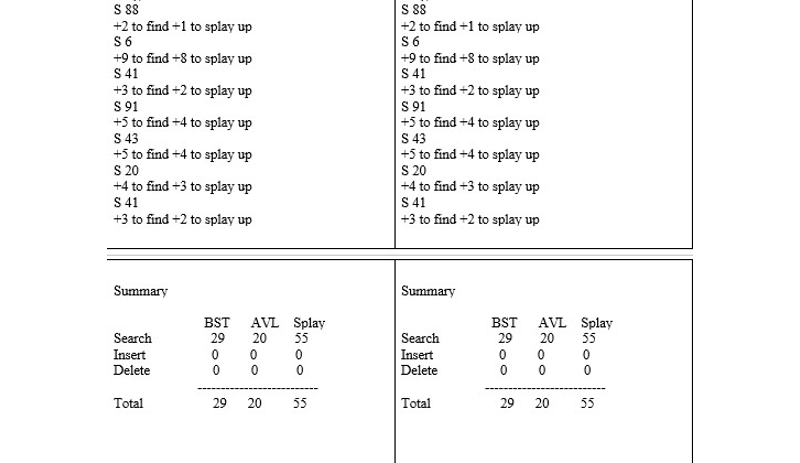 S 88
+2 to find +1 to splay up
S 6
+9 to find +8 to splay up
S 41
+3 to find +2 to splay up
S 91
+5 to find +4 to splay up
S 43
+5 to find +4 to splay up
S 20
+4 to find +3 to splay up
S 41
+3 to find +2 to splay up
S 88
+2 to find +1 to splay up
S 6
+9 to find +8 to splay up
S 41
+3 to find +2 to splay up
S 91
+5 to find +4 to splay up
S 43
+5 to find +4 to splay up
S 20
+4 to find +3 to splay up
S 41
+3 to find +2 to splay up
Summary
BST AVL Splay
Search 29 20 55
Insert 0 0 0
Delete 0 0 0
----------------------------
Total 29 20 55
Summary
BST AVL Splay
Search 29 20 55
Insert 0 0 0
Delete 0 0 0
----------------------------
Total 29 20 55